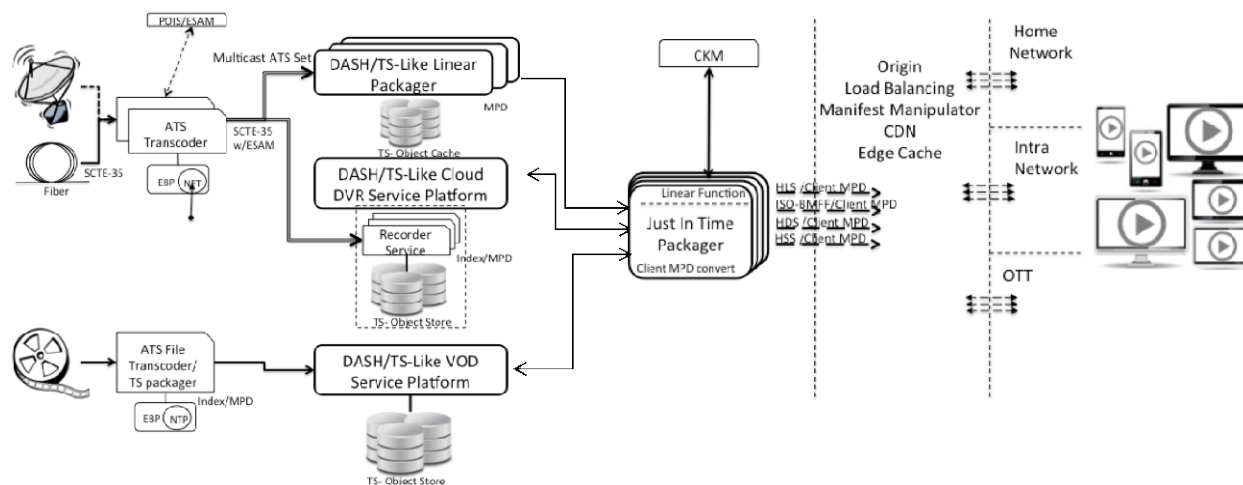 POIS/ESAM
Multicast ATS Set
DASH/TS-Like Linear
Packager
MPD
TS- Object Cache
ATS
Transcoder
SCTE-35
w/ESAM
SCTE-35
Fiber
EBP
DASH/TS-Like Cloud
DVR Service Platform
Recorder
Service
Index/MPD
TS- Object Store
ATS File
Transcoder/
TS packager
Index/MPD
EBP
NTP
DASH/TS-Like VOD
Service Platform
TS- Object Store
CKM
Linear Function
Just In Time
Packager
Client MPD convert
HLS /Client MPD
ISO-BMFF/Client MPD
HDS /Client MPD
HSS /Client MPD
Origin
Load Balancing
Manifest Manipulator
CDN
Edge Cache
Home
Network
Intra
Network
OTT